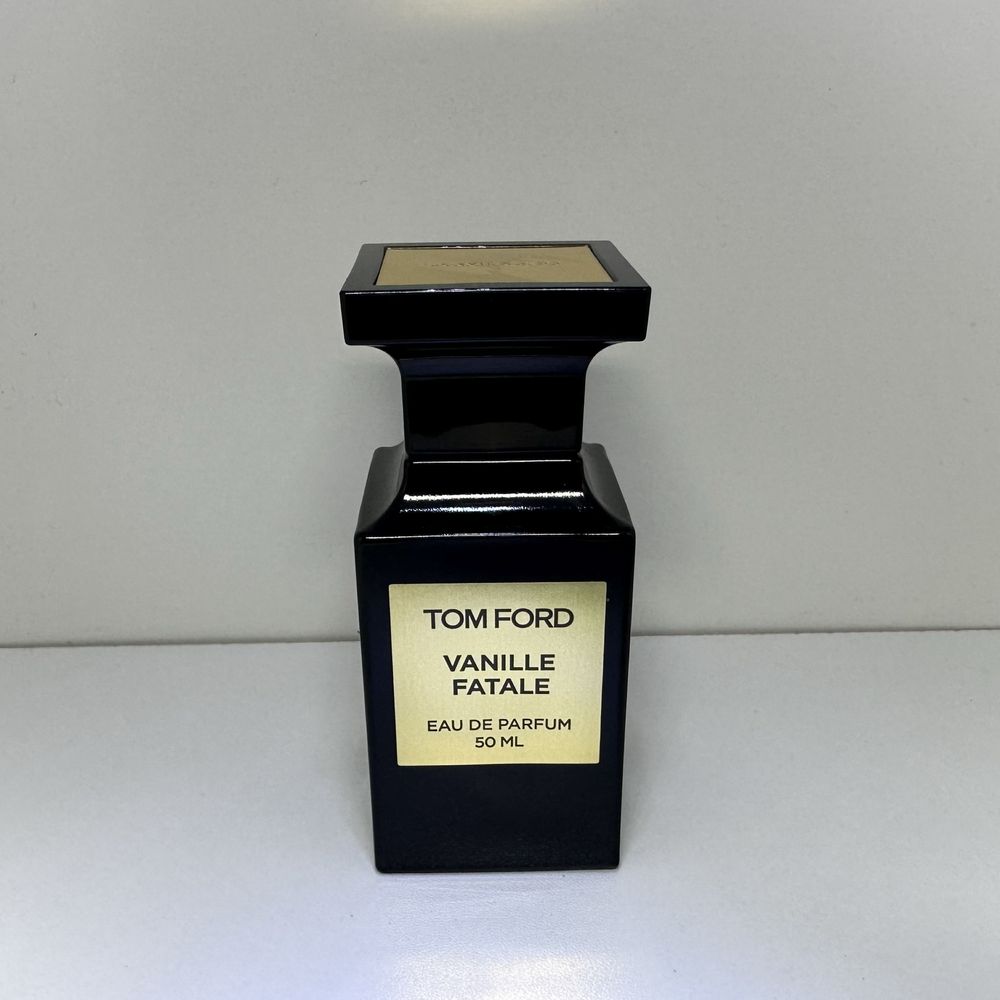 TOM FORD
VANILLE
FATALE
EAU DE PARFUM
50 ML